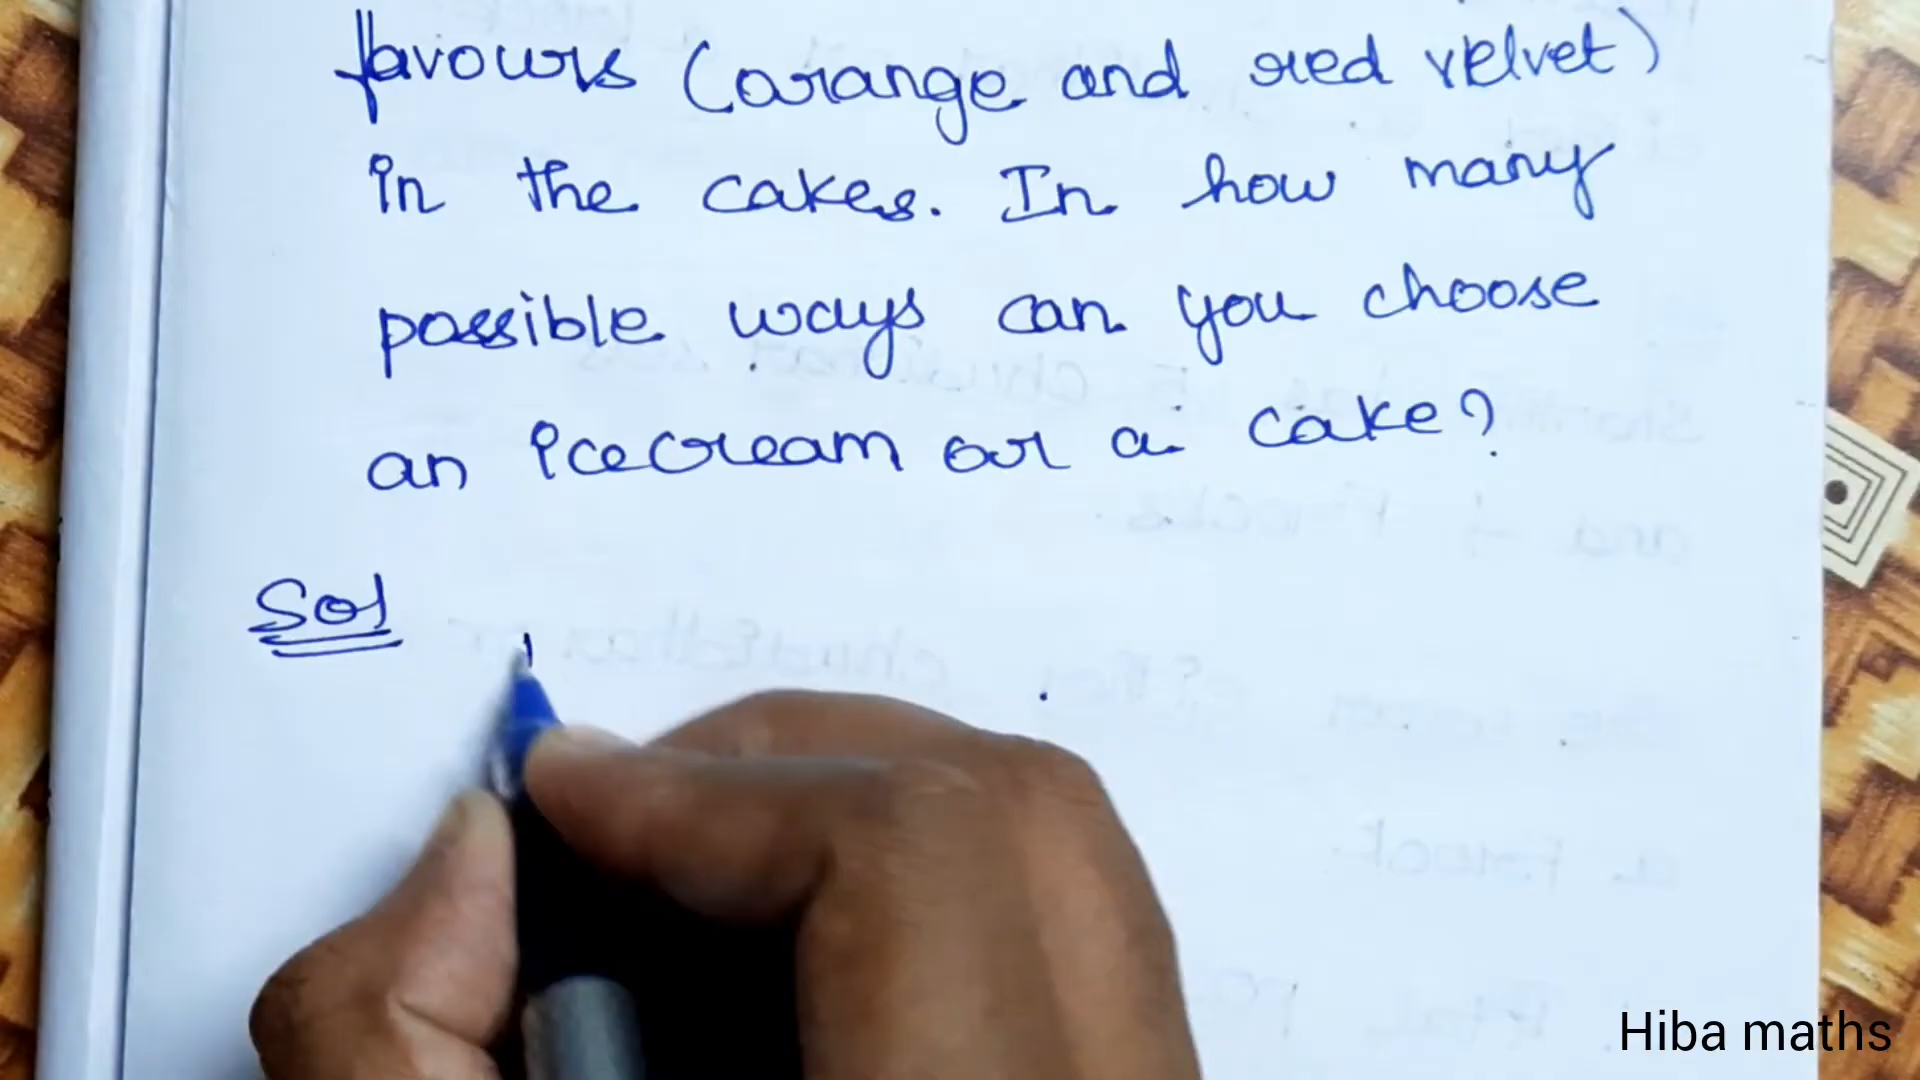 favours (orange and red velvet)
in the cakes. In how many
possible ways can you choose
an icecream or a cake?
Sol
Hiba maths